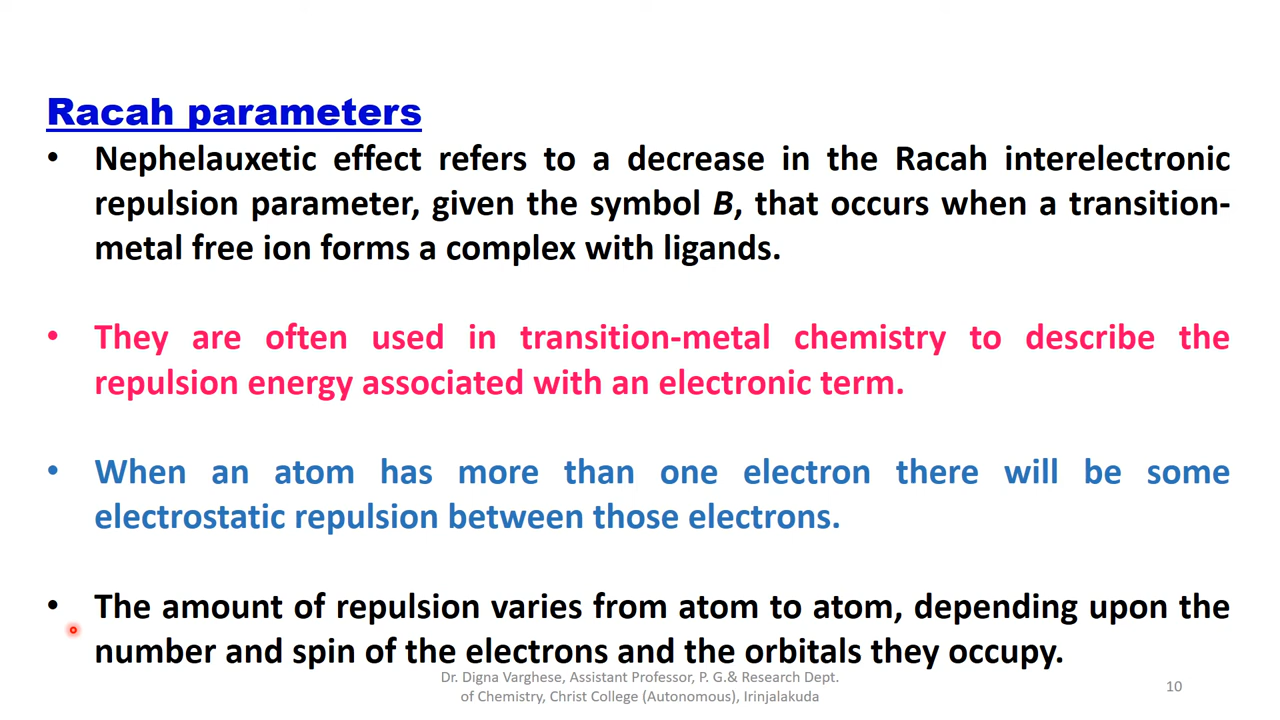 Racah parameters
• Nephelauxetic effect refers to a decrease in the Racah interelectronic
repulsion parameter, given the symbol B, that occurs when a transition-
metal free ion forms a complex with ligands.
• They are often used in transition-metal chemistry to describe the
repulsion energy associated with an electronic term.
• When an atom has more than one electron there will be some
electrostatic repulsion between those electrons.
• The amount of repulsion varies from atom to atom, depending upon the
number and spin of the electrons and the orbitals they occupy.
Dr. Digna Varghese, Assistant Professor, P. G.& Research Dept.
of Chemistry, Christ College (Autonomous), Irinjalakuda
10